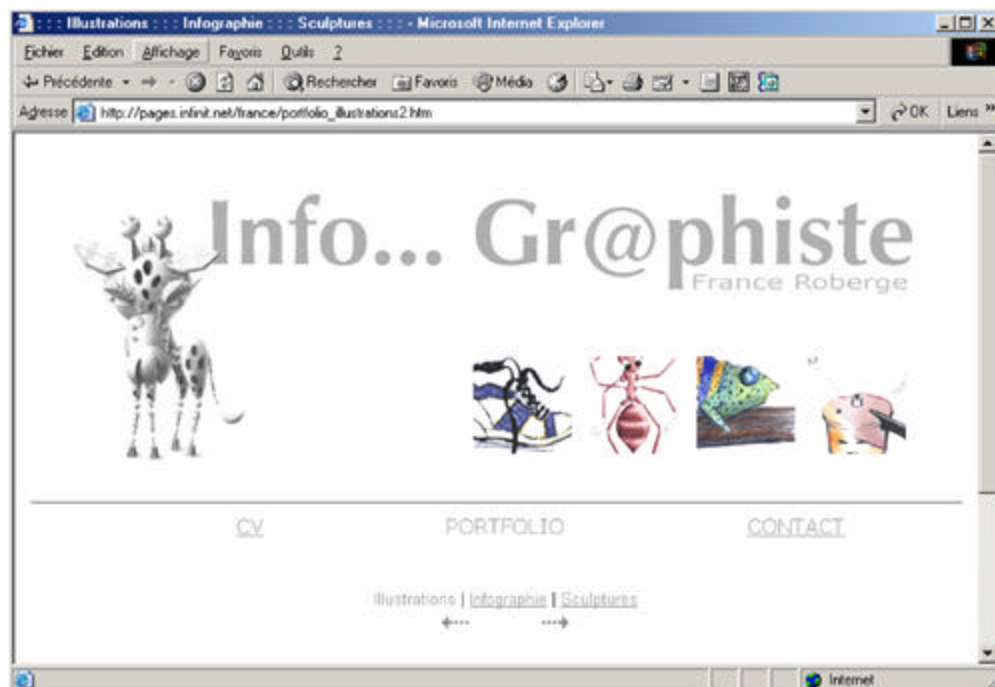 : : : Illustrations : : : Infographie : : : Sculptures : : : - Microsoft Internet Explorer
Fichier Edition Affichage Favoris Outils ?
Précédente Rechercher Favoris Média
Adresse http://pages.infinit.net/france/portfolio_illustrations2.htm OK Liens »
Info... Gr@phiste
France Roberge
CV PORTFOLIO CONTACT
Illustrations | Infographie | Sculptures
Internet